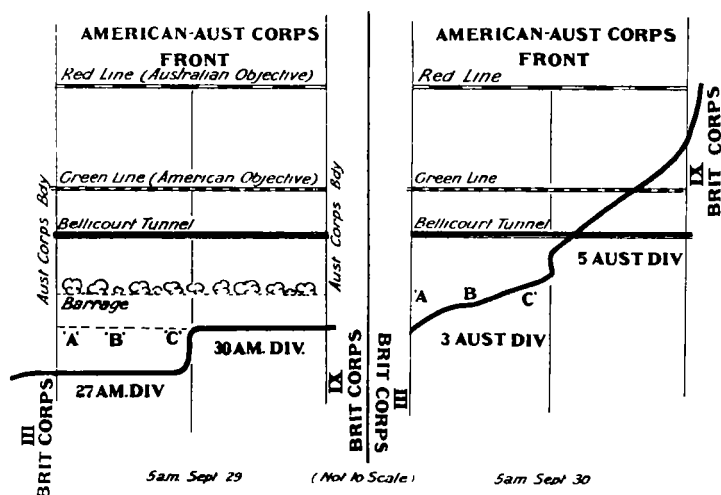 AMERICAN-AUST CORPS
FRONT
Red Line (Australian Objective)
Green Line (American Objective)
Bellicourt Tunnel
Aust Corps Bdy
Aust Corps Bdy
Barrage
'A' 'B' 'C'
30 AM. DIV.
27 AM. DIV
III
BRIT CORPS
IX
BRIT CORPS
5am. Sept 29
(Not to Scale)
AMERICAN-AUST CORPS
FRONT
Red Line
Green Line
Bellicourt Tunnel
IX
BRIT CORPS
5 AUST DIV
'A B C'
3 AUST DIV
III
BRIT CORPS
5am Sept 30